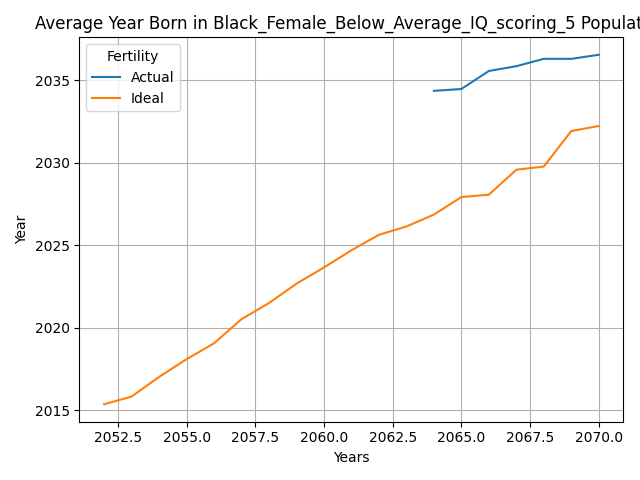 Average Year Born in Black_Female_Below_Average_IQ_scoring_5 Populat
Fertility
Actual
Ideal
2035
2030
2025
2020
2015
Year
2052.5 2055.0 2057.5 2060.0 2062.5 2065.0 2067.5 2070.0
Years